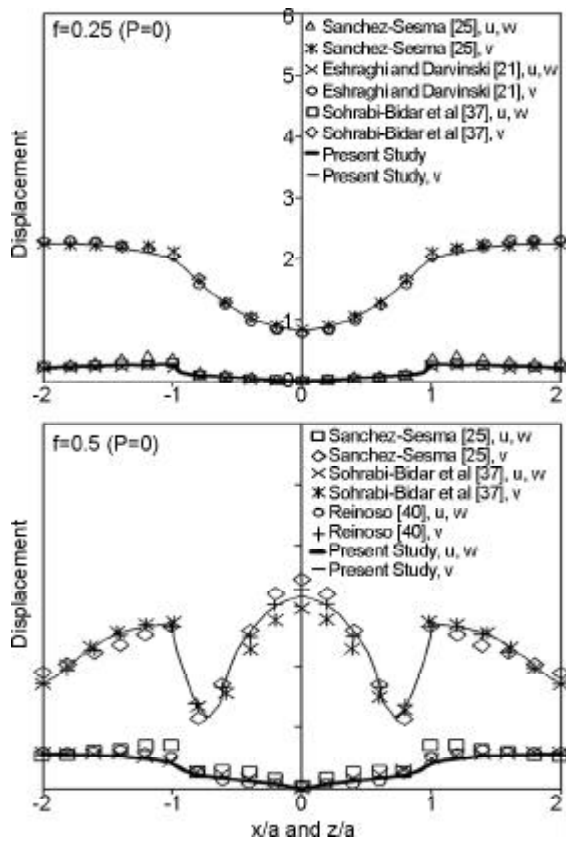 f=0.25 (P=0)
6
Sanchez-Sesma [25], u, w
Sanchez-Sesma [25], v
5
Eshraghi and Darvinski [21], u, w
Eshraghi and Darvinski [21], v
4
Sohrabi-Bidar et al [37], u, w
Sohrabi-Bidar et al [37], v
Present Study
3
Present Study, v
2
1
0
Displacement
-2 -1 0 1 2
f=0.5 (P=0)
Sanchez-Sesma [25], u, w
Sanchez-Sesma [25], v
Sohrabi-Bidar et al [37], u, w
Sohrabi-Bidar et al [37], v
Reinoso [40], u, w
Reinoso [40], v
Present Study, u, w
Present Study, v
Displacement
-2 -1 0 1 2
x/a and z/a